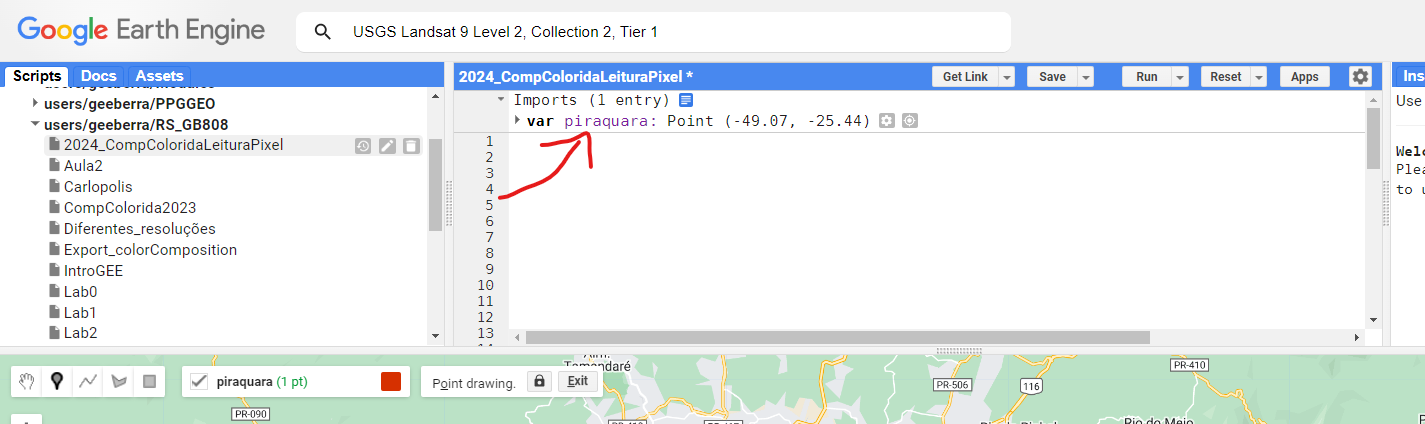 Google Earth Engine
USGS Landsat 9 Level 2, Collection 2, Tier 1
Scripts Docs Assets
users/geeberra/PPGGEO
users/geeberra/RS_GB808
2024_CompColoridaLeituraPixel
Aula2
Carlopolis
CompColorida2023
Diferentes_resoluções
Export_colorComposition
IntroGEE
Lab0
Lab1
Lab2
2024_CompColoridaLeituraPixel *
Get Link Save Run Reset Apps
Imports (1 entry)
var piraquara: Point (-49.07, -25.44)
1
2
3
4
5
6
7
8
9
10
11
12
13
Ins
Use
Welc
Plea
to u
piraquara (1 pt)
Point drawing. Exit
Tamandaré
PR-090
PR-506
116
PR-410
Rio do Meio